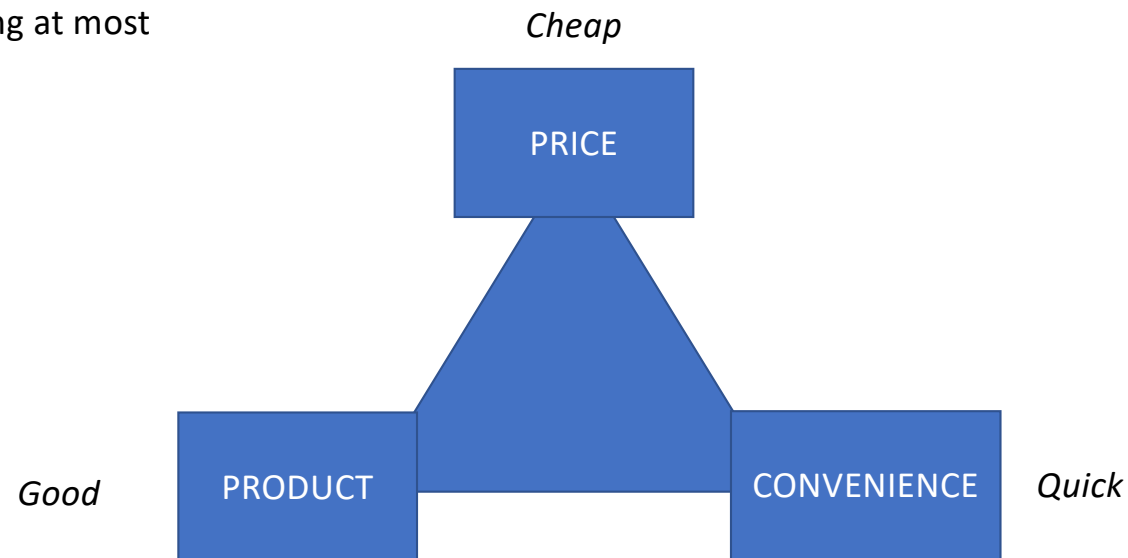 ng at most
Cheap
PRICE
Good
PRODUCT
CONVENIENCE
Quick